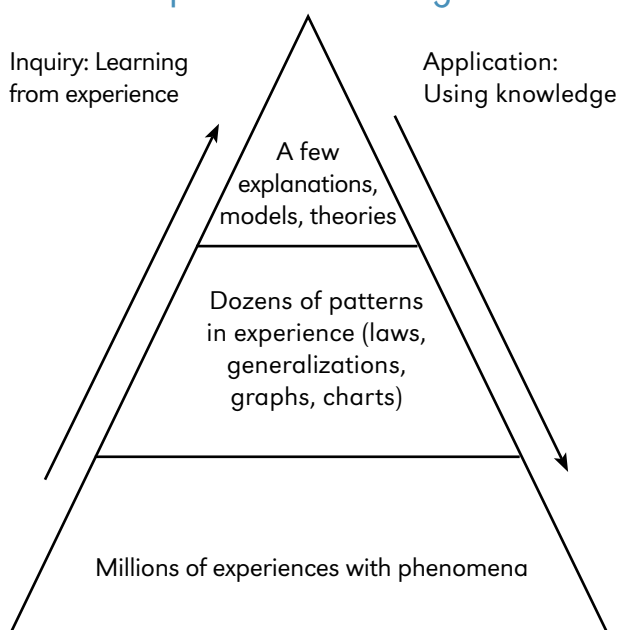 Inquiry: Learning
from experience
Application:
Using knowledge
A few
explanations,
models, theories
Dozens of patterns
in experience (laws,
generalizations,
graphs, charts)
Millions of experiences with phenomena